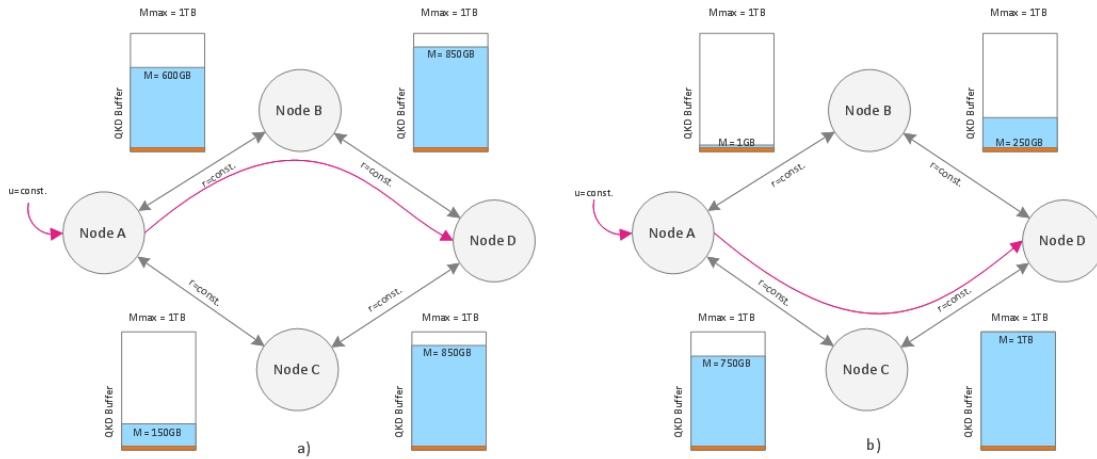 Mmax = 1TB
Mmax = 1TB
M = 600GB
M = 850GB
QKD Buffer
QKD Buffer
Node B
r=const.
r=const.
u=const.
Node A
Node D
r=const.
r=const.
Mmax = 1TB
Mmax = 1TB
M = 850GB
QKD Buffer
QKD Buffer
Node C
M = 150GB
a)
Mmax = 1TB
Mmax = 1TB
QKD Buffer
QKD Buffer
Node B
M = 1GB
M = 250GB
r=const.
r=const.
u=const.
Node A
Node D
r=const.
r=const.
Mmax = 1TB
Mmax = 1TB
M = 1TB
M = 750GB
QKD Buffer
QKD Buffer
Node C
b)